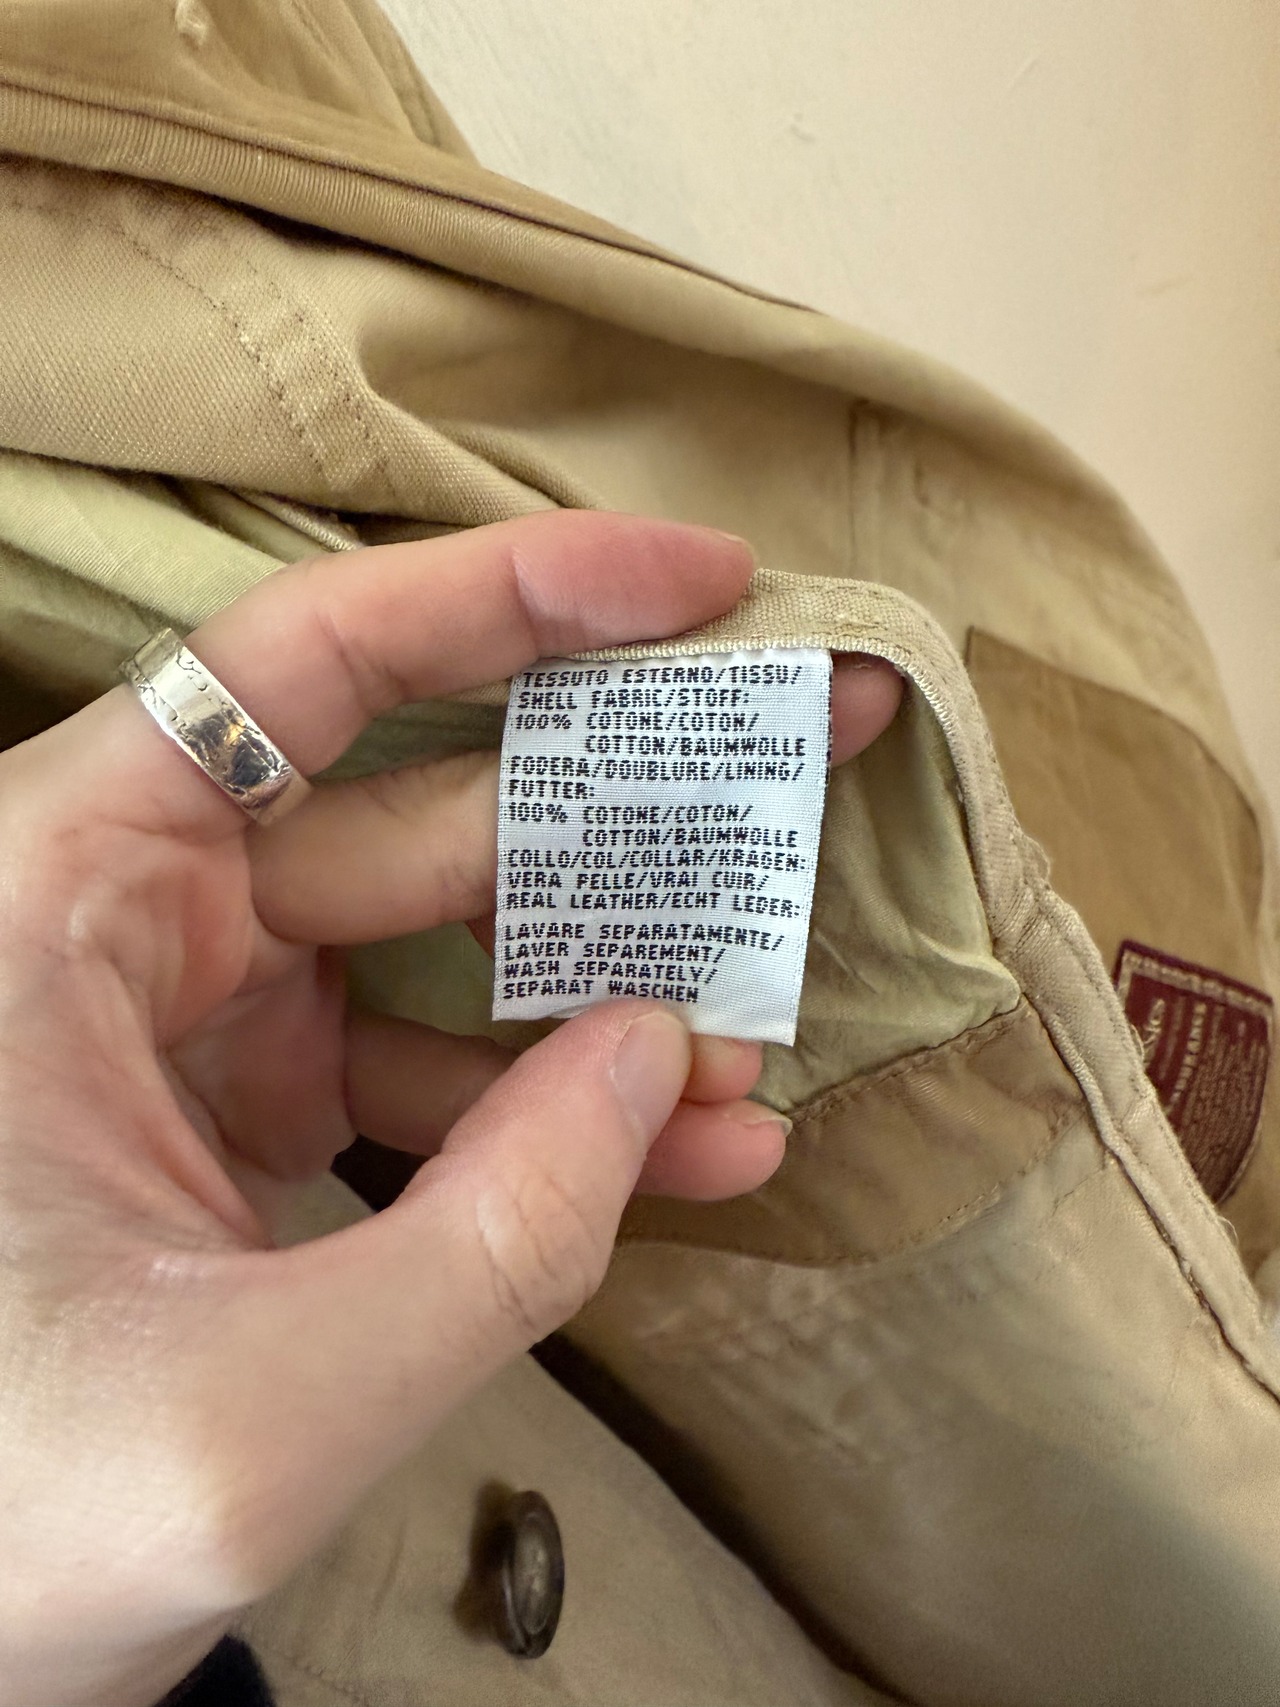 TESSUTO ESTERNO/TISSU/
SHELL FABRIC/STOFF:
100% COTONE/COTON/
COTTON/BAUMWOLLE
FODERA/DOUBLURE/LINING/
FUTTER:
100% COTONE/COTON/
COTTON/BAUMWOLLE
COLLO/COL/COLLAR/KRAGEN:
VERA PELLE/VRAI CUIR/
REAL LEATHER/ECHT LEDER:
LAVARE SEPARATAMENTE/
LAVER SEPAREMENT/
WASH SEPARATELY/
SEPARAT WASCHEN